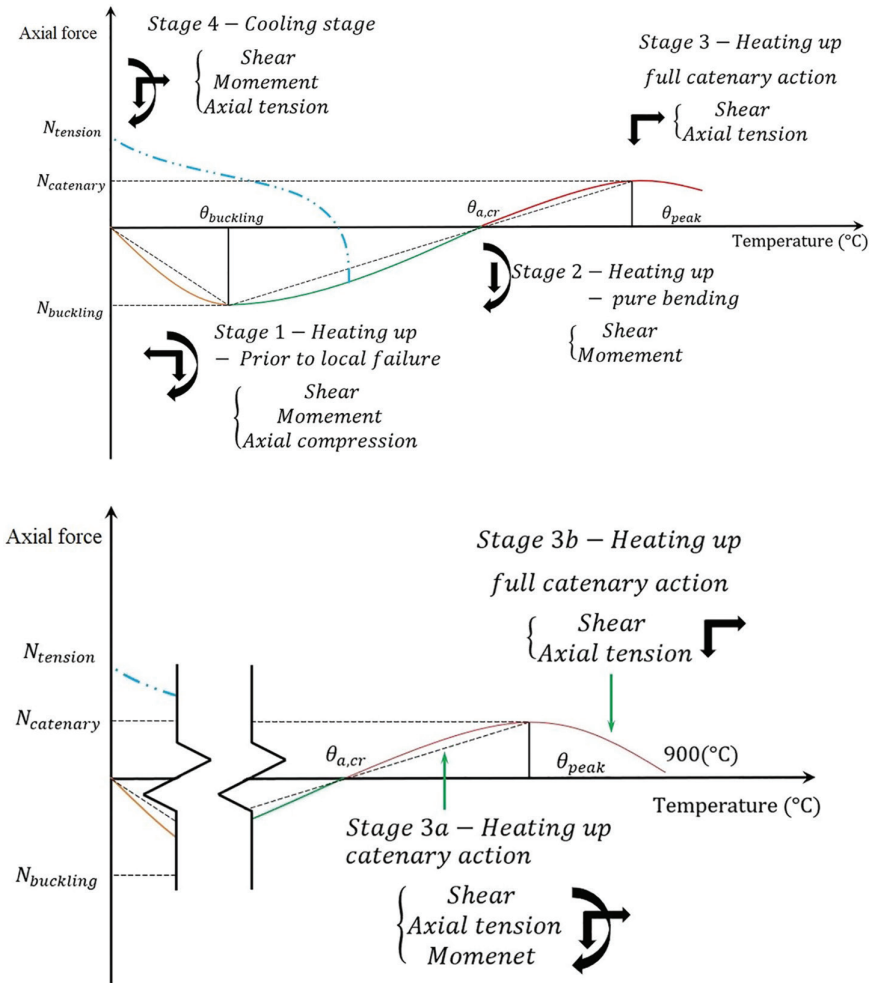 Axial force
Stage 4 – Cooling stage
Shear
Momement
Axial tension
Stage 3 – Heating up
full catenary action
Shear
Axial tension
N_tension
N_catenary
θ_buckling
θ_a,cr
θ_peak
Temperature (°C)
Stage 2 – Heating up
– pure bending
Shear
Momement
N_buckling
Stage 1 – Heating up
– Prior to local failure
Shear
Momement
Axial compression
Axial force
Stage 3b – Heating up
full catenary action
Shear
Axial tension
N_tension
N_catenary
θ_a,cr
θ_peak
900(°C)
Temperature (°C)
Stage 3a – Heating up
catenary action
N_buckling
Shear
Axial tension
Momenet